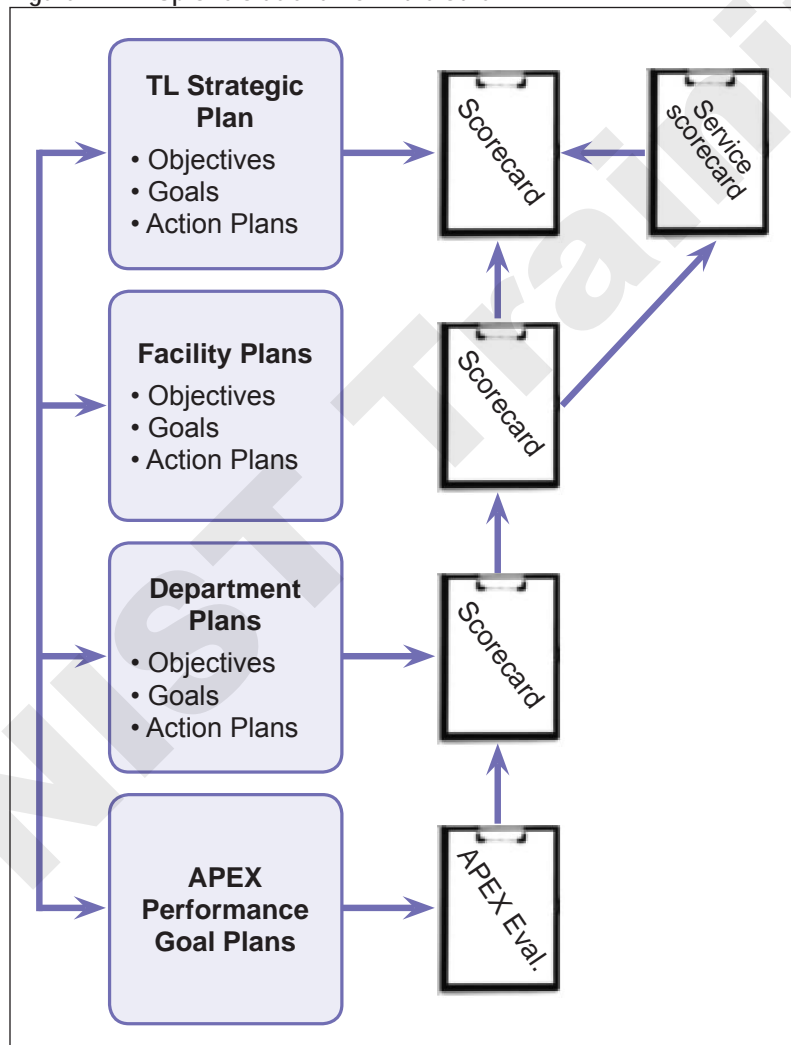 TL Strategic
Plan
• Objectives
• Goals
• Action Plans
Scorecard
Service
scorecard
Facility Plans
• Objectives
• Goals
• Action Plans
Scorecard
Department
Plans
• Objectives
• Goals
• Action Plans
Scorecard
APEX
Performance
Goal Plans
APEX Eval.
NIST Traini